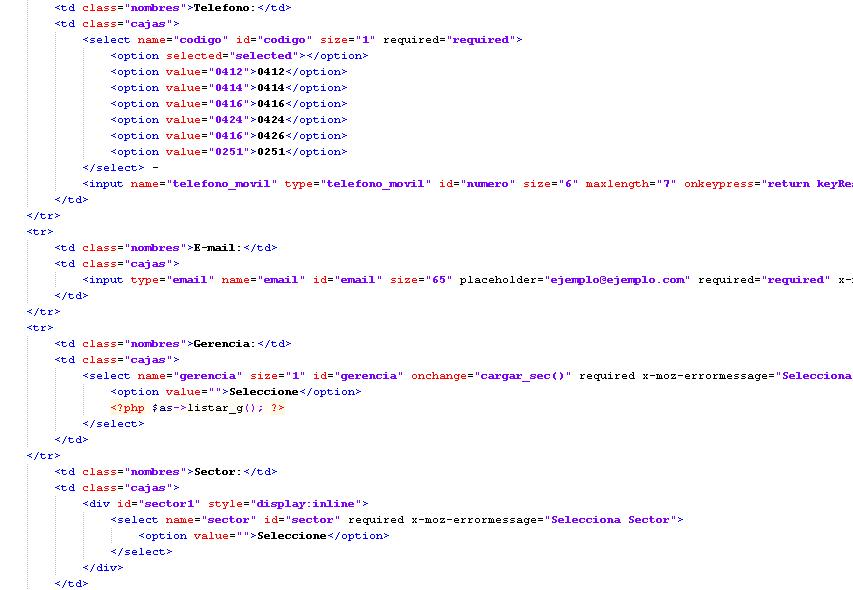 <td class="nombres">Telefono:</td>
<td class="cajas">
<select name="codigo" id="codigo" size="1" required="required">
<option selected="selected"></option>
<option value="0412">0412</option>
<option value="0414">0414</option>
<option value="0416">0416</option>
<option value="0424">0424</option>
<option value="0416">0426</option>
<option value="0251">0251</option>
</select> -
<input name="telefono_movil" type="telefono_movil" id="numero" size="6" maxlength="7" onkeypress="return keyRe
</td>
</tr>
<tr>
<td class="nombres">E-mail:</td>
<td class="cajas">
<input type="email" name="email" id="email" size="65" placeholder="ejemplo@ejemplo.com" required="required" x-
</td>
</tr>
<tr>
<td class="nombres">Gerencia:</td>
<td class="cajas">
<select name="gerencia" size="1" id="gerencia" onchange="cargar_sec()" required x-moz-errormessage="Selecciona
<option value="">Seleccione</option>
<?php $as->listar_g(); ?>
</select>
</td>
</tr>
<td class="nombres">Sector:</td>
<td class="cajas">
<div id="sector1" style="display:inline">
<select name="sector" id="sector" required x-moz-errormessage="Selecciona Sector">
<option value="">Seleccione</option>
</select>
</div>
</td>